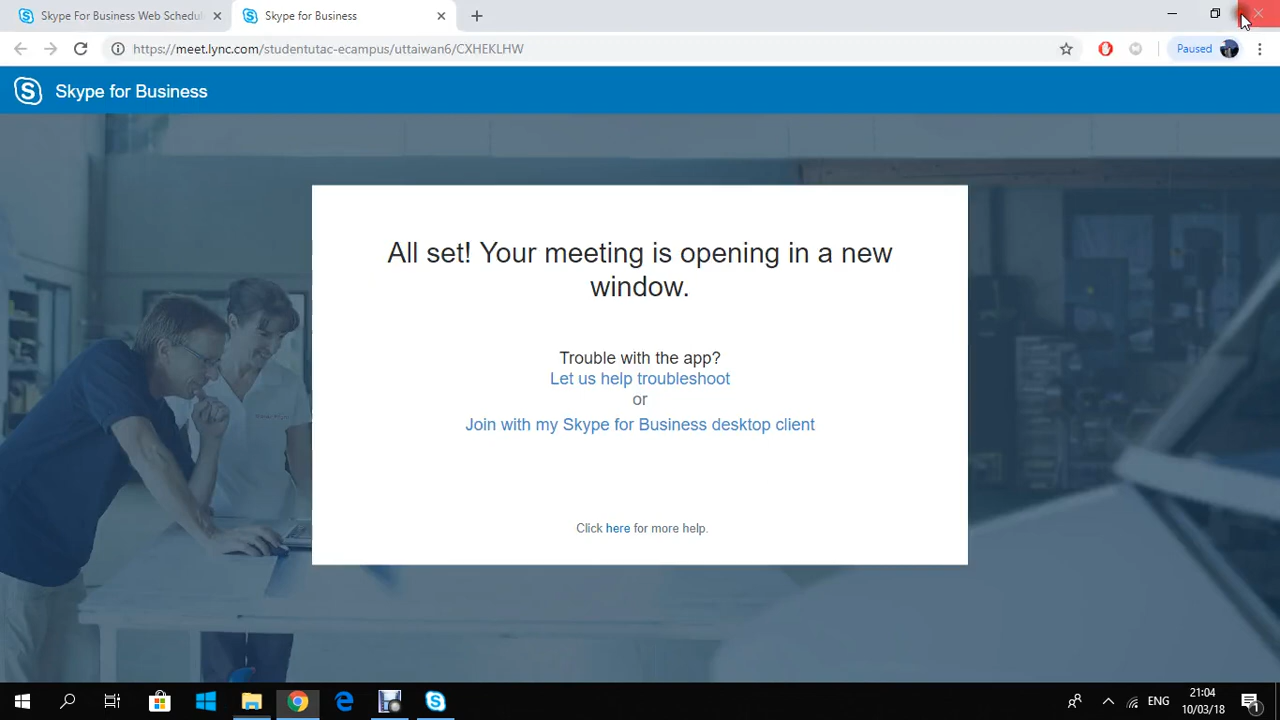 Skype For Business Web Schedu
Skype for Business
https://meet.lync.com/studentutac-ecampus/uttaiwan6/CXHEKLHW
Paused
Skype for Business
All set! Your meeting is opening in a new
window.
Trouble with the app?
Let us help troubleshoot
or
Join with my Skype for Business desktop client
Click here for more help.
ENG
21:04
10/03/18
1